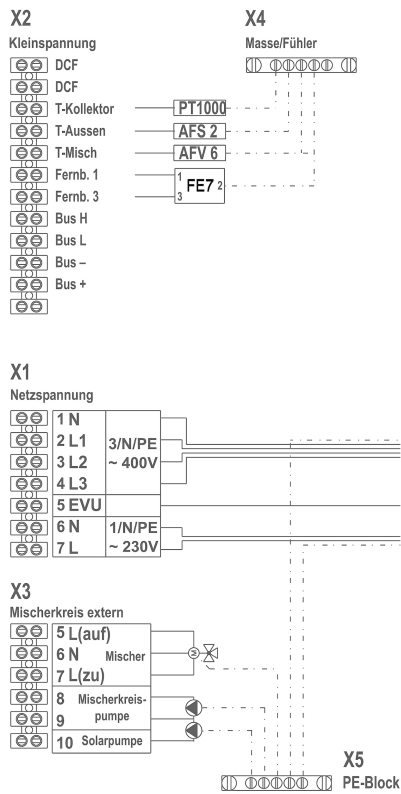 X2
Kleinspannung
X4
Masse/Fühler
DCF
DCF
T-Kollektor
PT1000
T-Aussen
AFS 2
T-Misch
AFV 6
Fernb. 1
1
FE7
2
Fernb. 3
3
Bus H
Bus L
Bus –
Bus +
X1
Netzspannung
1 N
2 L1
3/N/PE
3 L2
~ 400V
4 L3
5 EVU
6 N
1/N/PE
7 L
~ 230V
X3
Mischerkreis extern
5 L(auf)
6 N
Mischer
M
7 L(zu)
8
Mischerkreis-
9
pumpe
10 Solarpumpe
X5
PE-Block